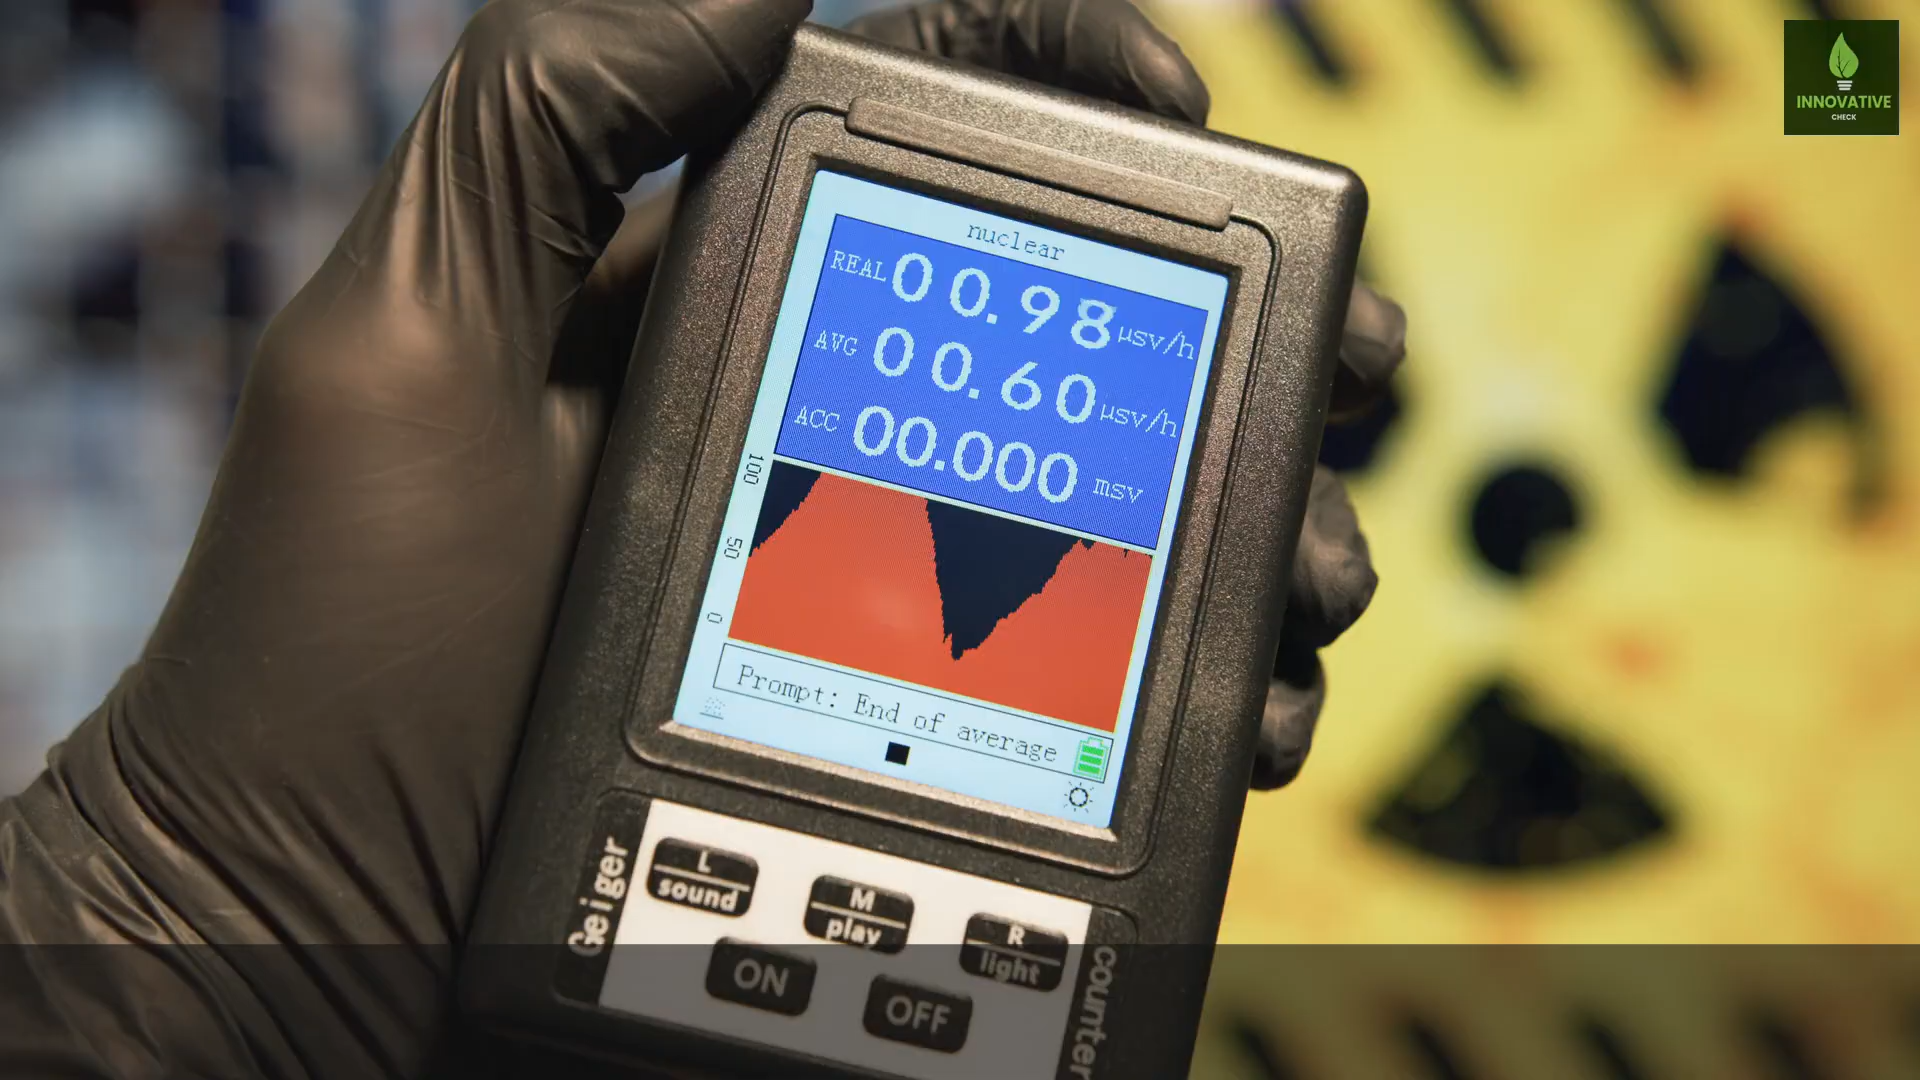 INNOVATIVE
CHECK
nuclear
REAL 00.98 μsv/h
AVG 00.60 μsv/h
ACC 00.000 msv
100
50
0
Prompt: End of average
Geiger
L
sound
M
play
R
light
ON
OFF
counter